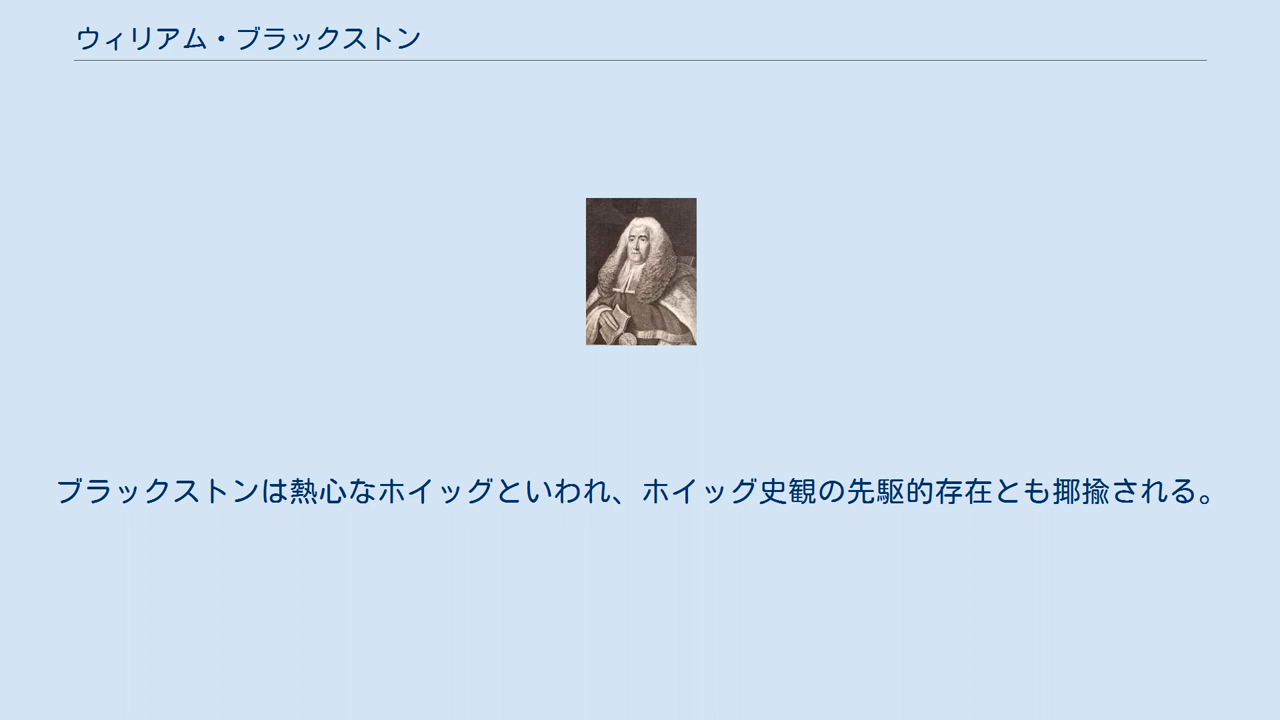 ウィリアム・ブラックストン
ブラックストンは熱心なホイッグといわれ、ホイッグ史観の先駆的存在とも揶揄される。